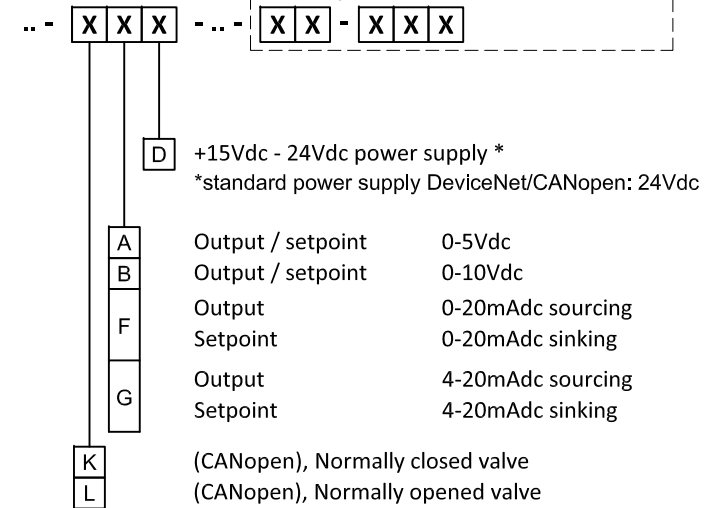 .. - X X X - .. - X X - X X X
D +15Vdc - 24Vdc power supply *
*standard power supply DeviceNet/CANopen: 24Vdc
A Output / setpoint 0-5Vdc
B Output / setpoint 0-10Vdc
F Output 0-20mAdc sourcing
Setpoint 0-20mAdc sinking
G Output 4-20mAdc sourcing
Setpoint 4-20mAdc sinking
K (CANopen), Normally closed valve
L (CANopen), Normally opened valve